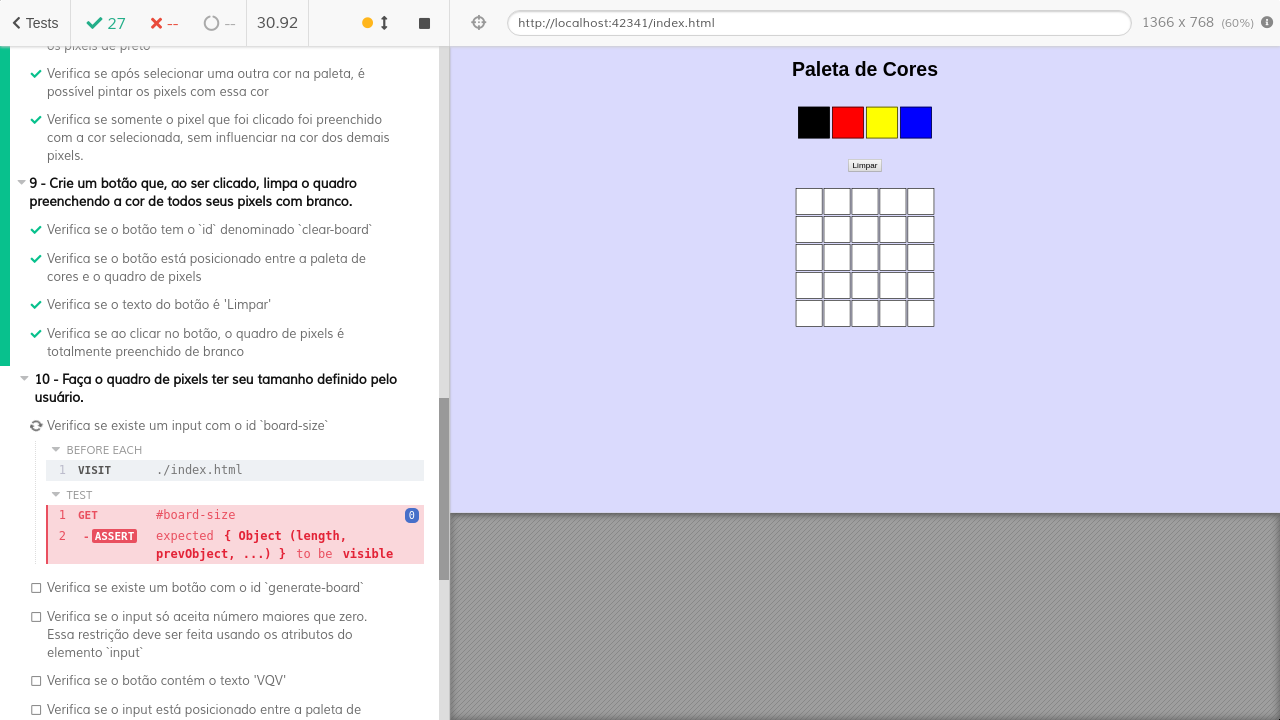 Tests
27
--
--
30.92
http://localhost:42341/index.html
1366 x 768 (60%)
os pixels de preto
Verifica se após selecionar uma outra cor na paleta, é
possível pintar os pixels com essa cor
Verifica se somente o pixel que foi clicado foi preenchido
com a cor selecionada, sem influenciar na cor dos demais
pixels.
9 - Crie um botão que, ao ser clicado, limpa o quadro
preenchendo a cor de todos seus pixels com branco.
Verifica se o botão tem o `id` denominado `clear-board`
Verifica se o botão está posicionado entre a paleta de
cores e o quadro de pixels
Verifica se o texto do botão é 'Limpar'
Verifica se ao clicar no botão, o quadro de pixels é
totalmente preenchido de branco
10 - Faça o quadro de pixels ter seu tamanho definido pelo
usuário.
Verifica se existe um input com o id `board-size`
BEFORE EACH
1 VISIT ./index.html
TEST
1 GET #board-size 0
2 - ASSERT expected { Object (length,
prevObject, ...) } to be visible
Verifica se existe um botão com o id `generate-board`
Verifica se o input só aceita número maiores que zero.
Essa restrição deve ser feita usando os atributos do
elemento `input`
Verifica se o botão contém o texto 'VQV'
Verifica se o input está posicionado entre a paleta de
Paleta de Cores
Limpar